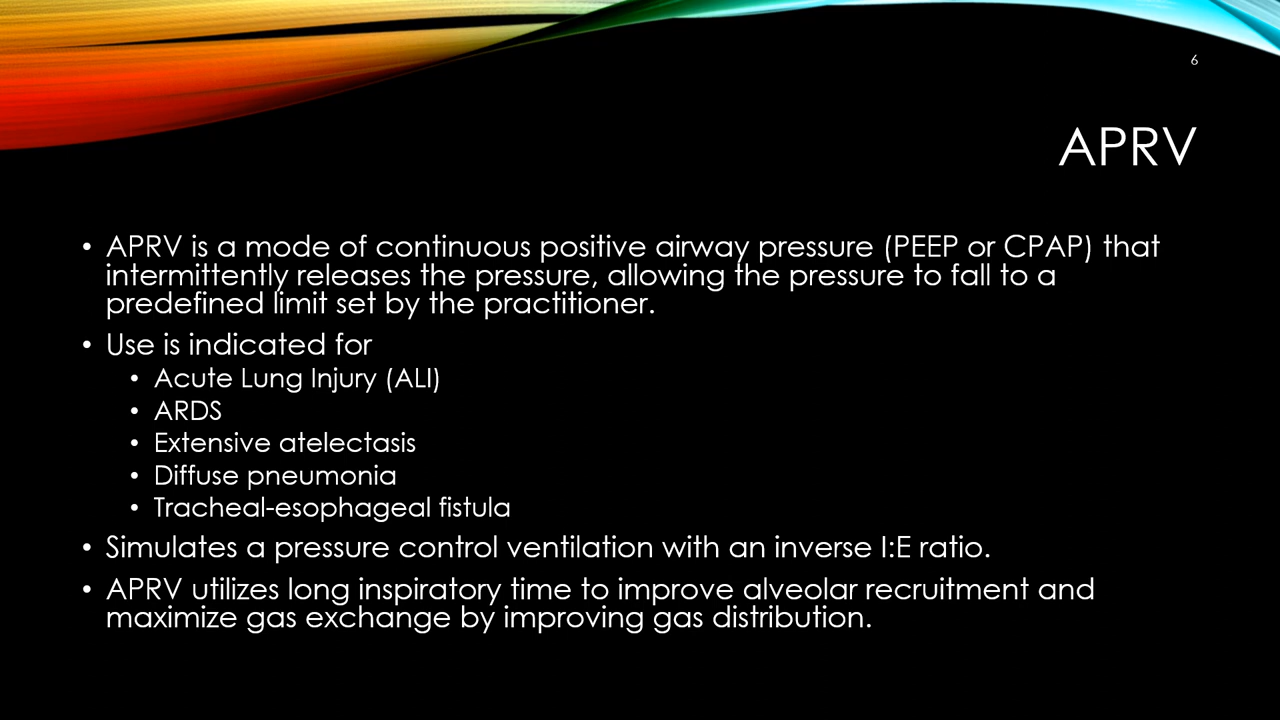 6
APRV
• APRV is a mode of continuous positive airway pressure (PEEP or CPAP) that
intermittently releases the pressure, allowing the pressure to fall to a
predefined limit set by the practitioner.
• Use is indicated for
• Acute Lung Injury (ALI)
• ARDS
• Extensive atelectasis
• Diffuse pneumonia
• Tracheal-esophageal fistula
• Simulates a pressure control ventilation with an inverse I:E ratio.
• APRV utilizes long inspiratory time to improve alveolar recruitment and
maximize gas exchange by improving gas distribution.